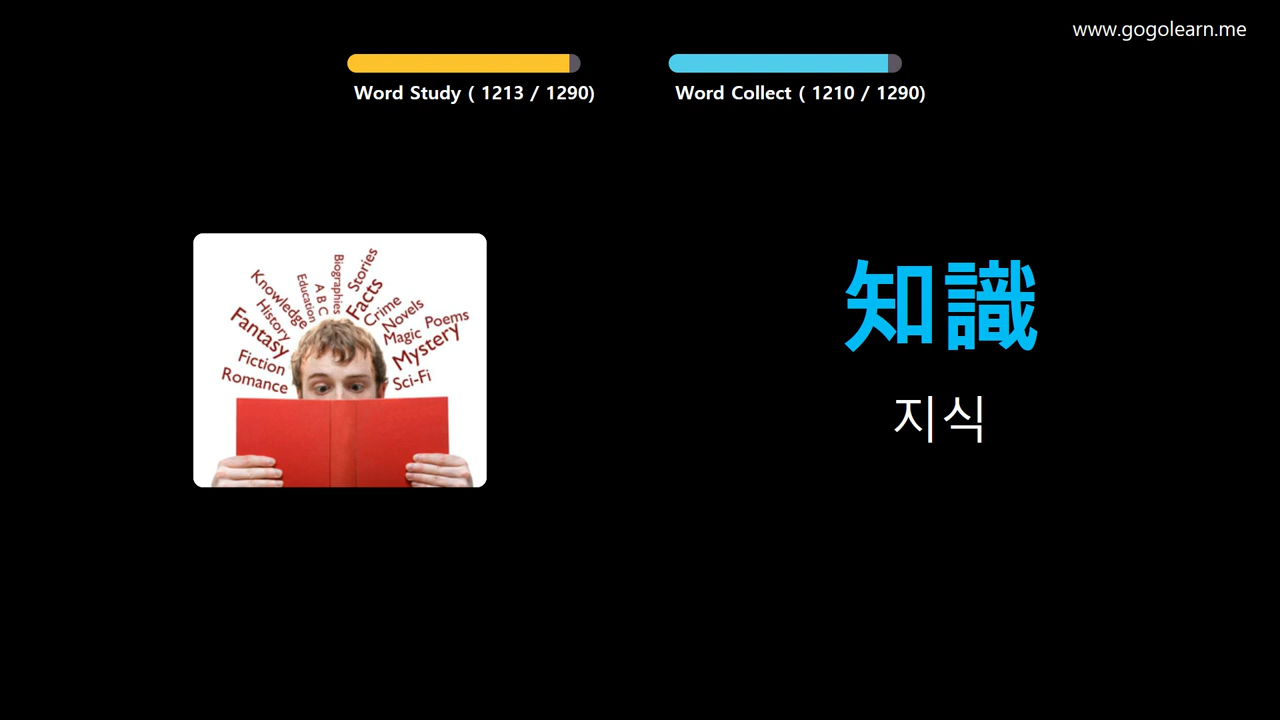 www.gogolearn.me
Word Study ( 1213 / 1290)
Word Collect ( 1210 / 1290)
Knowledge
History
Fantasy
Fiction
Romance
Education
A B C
Biographies
Stories
Facts
Crime
Novels
Magic
Poems
Mystery
Sci-Fi
知識
지식